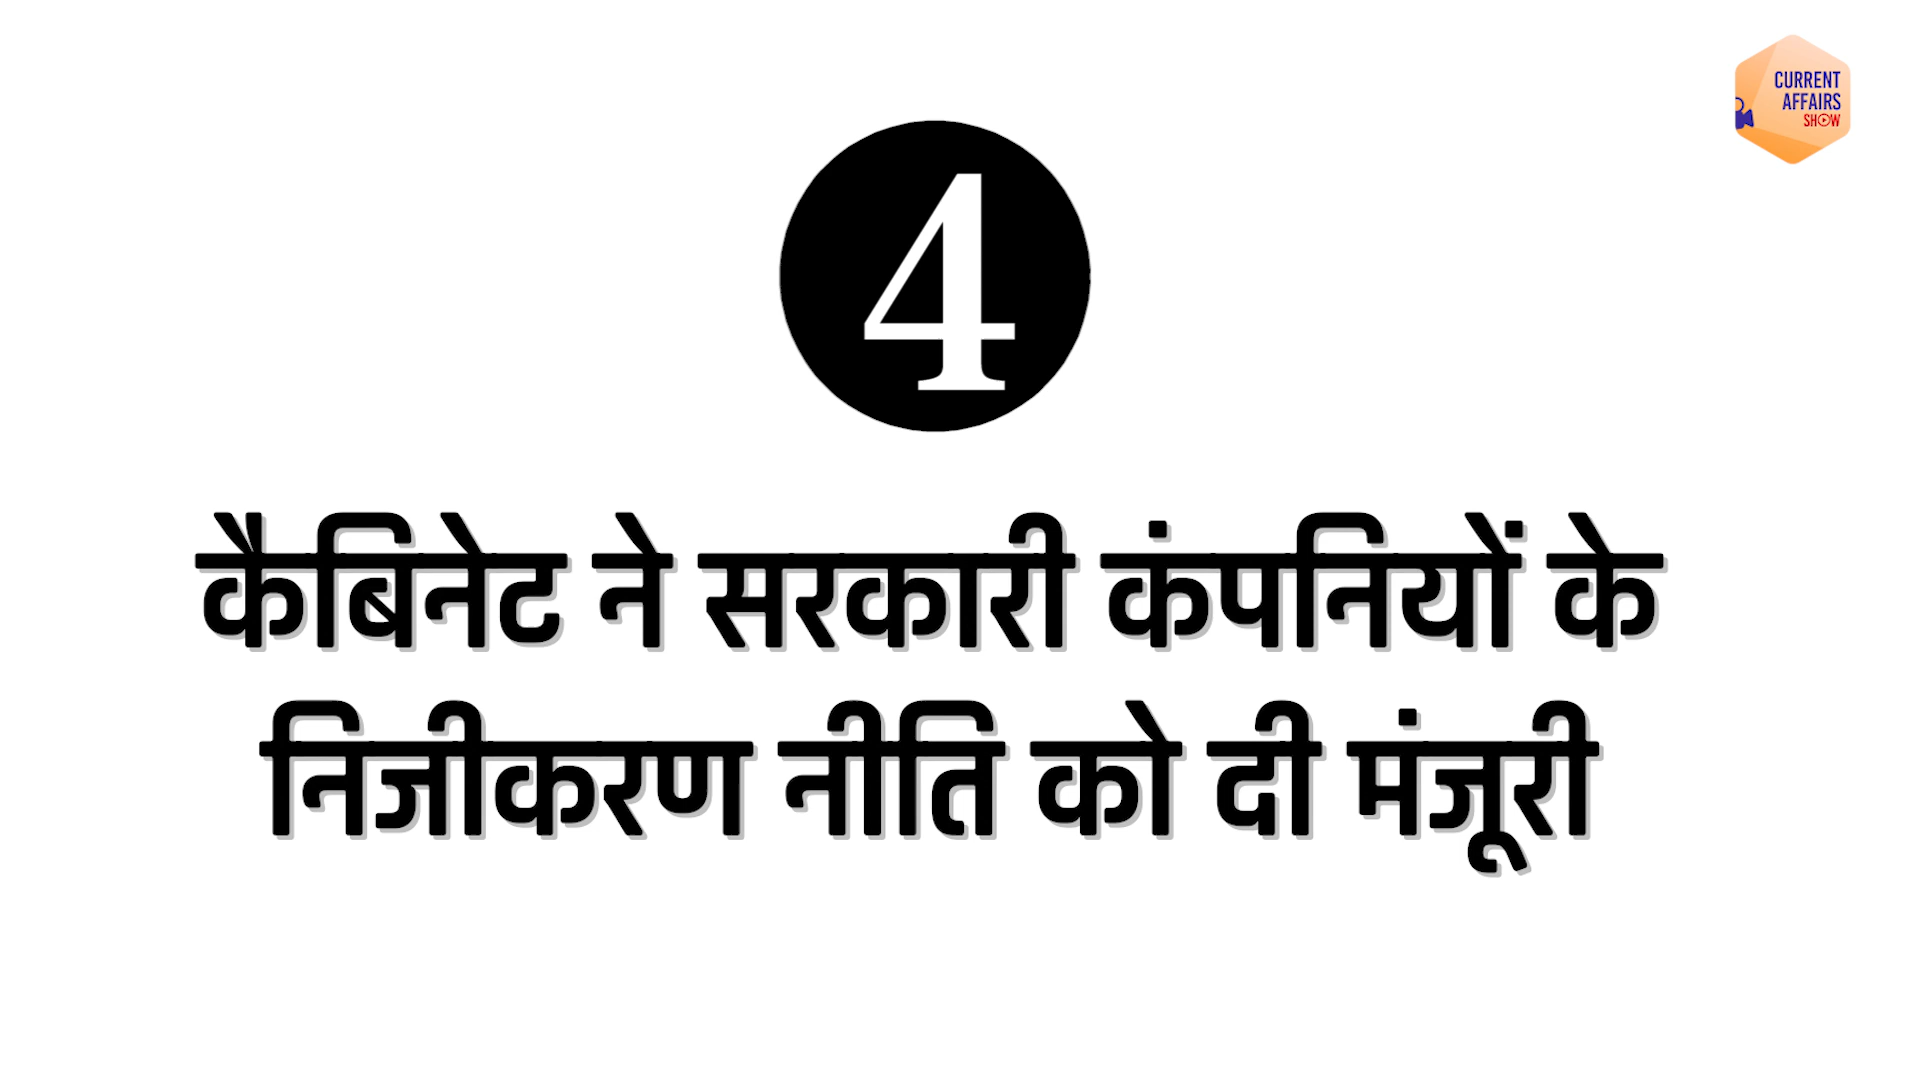 CURRENT
AFFAIRS
SHOW
4
कैबिनेट ने सरकारी कंपनियों के
निजीकरण नीति को दी मंजूरी